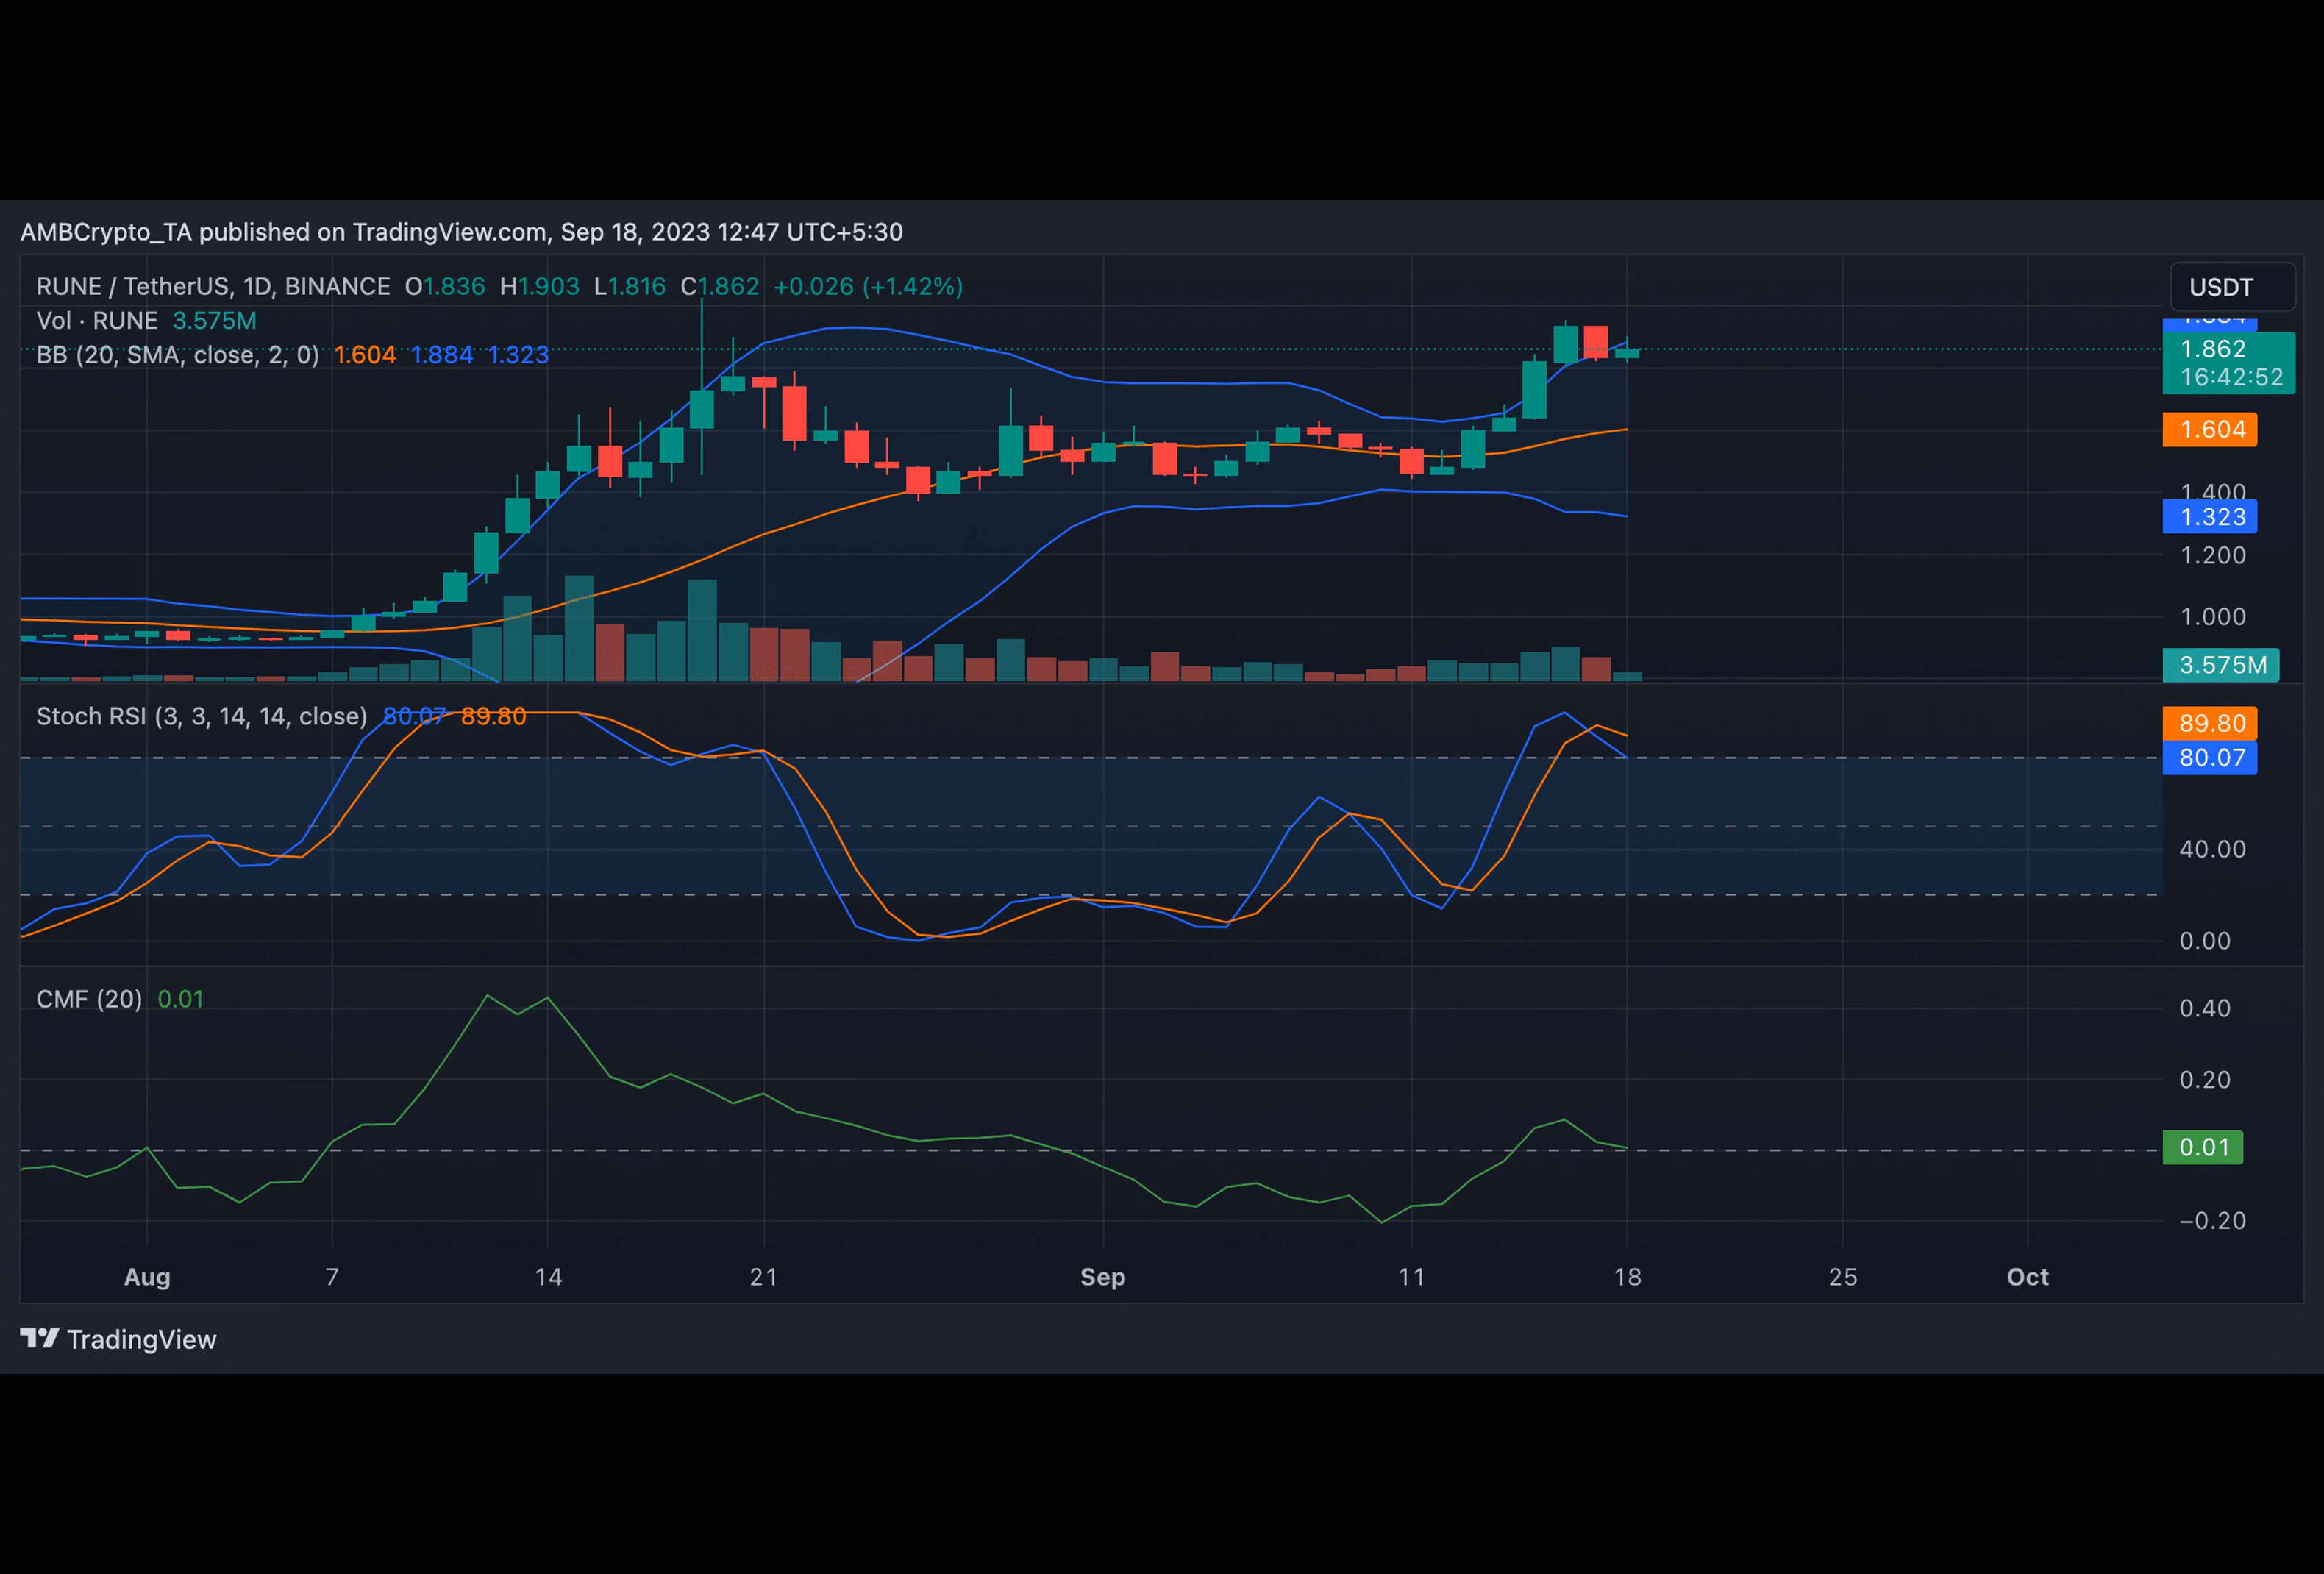 AMBCrypto_TA published on TradingView.com, Sep 18, 2023 12:47 UTC+5:30
RUNE / TetherUS, 1D, BINANCE O1.836 H1.903 L1.816 C1.862 +0.026 (+1.42%)
USDT
Vol · RUNE 3.575M
BB (20, SMA, close, 2, 0) 1.604 1.884 1.323
1.862
16:42:52
1.604
1.400
1.323
1.200
1.000
3.575M
Stoch RSI (3, 3, 14, 14, close) 80.07 89.80
89.80
80.07
40.00
0.00
CMF (20) 0.01
0.40
0.20
0.01
−0.20
Aug 7 14 21 Sep 11 18 25 Oct
TradingView